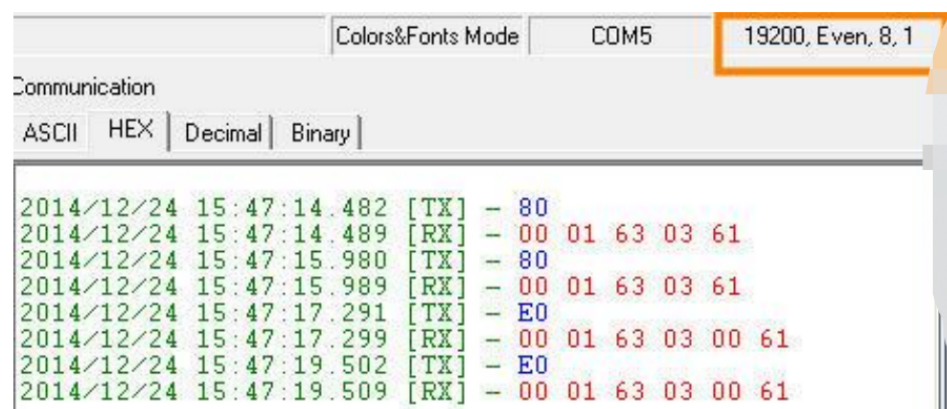 Colors&Fonts Mode COM5 19200, Even, 8, 1
Communication
ASCII HEX Decimal Binary
2014/12/24 15:47:14.482 [TX] - 80
2014/12/24 15:47:14.489 [RX] - 00 01 63 03 61
2014/12/24 15:47:15.980 [TX] - 80
2014/12/24 15:47:15.989 [RX] - 00 01 63 03 61
2014/12/24 15:47:17.291 [TX] - E0
2014/12/24 15:47:17.299 [RX] - 00 01 63 03 00 61
2014/12/24 15:47:19.502 [TX] - E0
2014/12/24 15:47:19.509 [RX] - 00 01 63 03 00 61